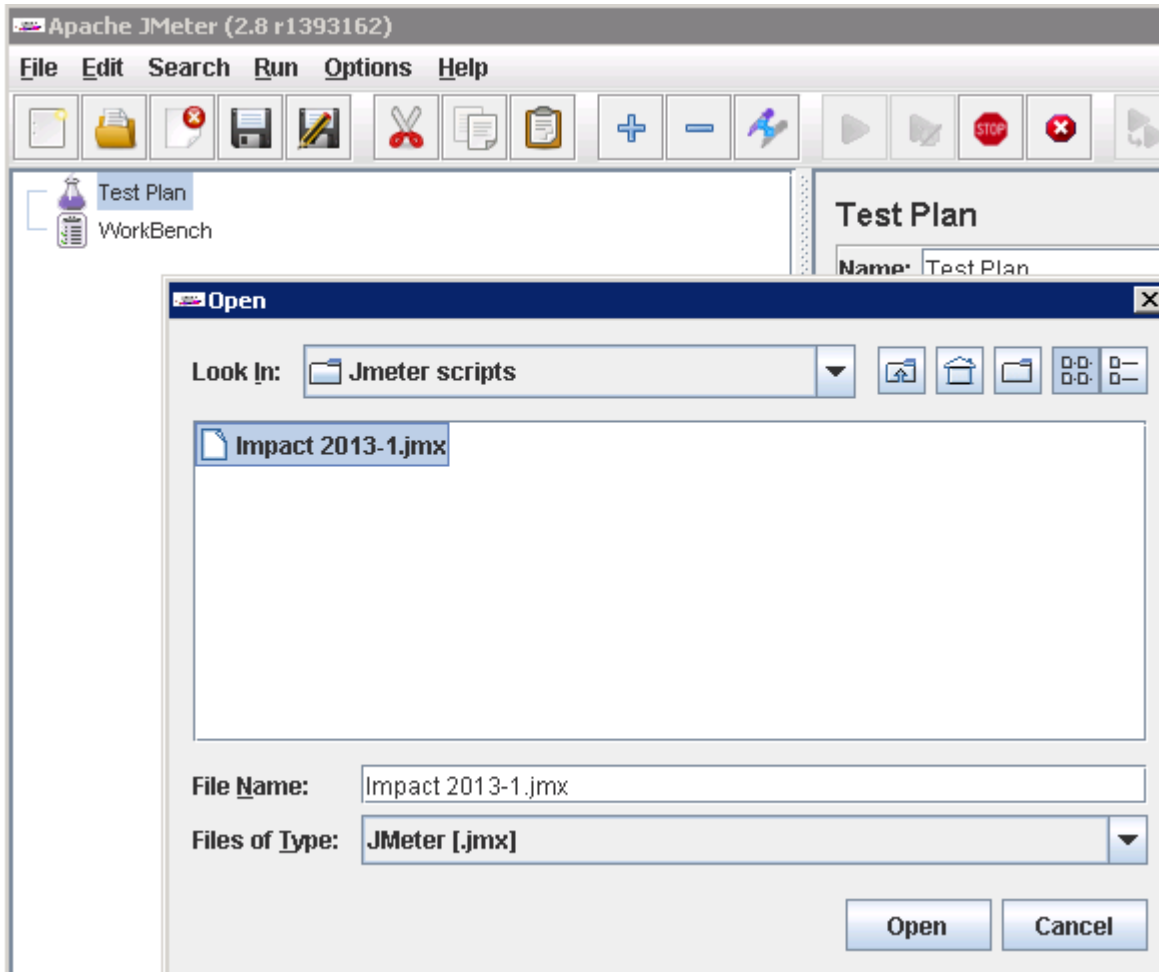 Apache JMeter (2.8 r1393162)
File Edit Search Run Options Help
STOP
Test Plan
WorkBench
Test Plan
Name: Test Plan
Open
Look In: Jmeter scripts
Impact 2013-1.jmx
File Name: Impact 2013-1.jmx
Files of Type: JMeter [.jmx]
Open Cancel